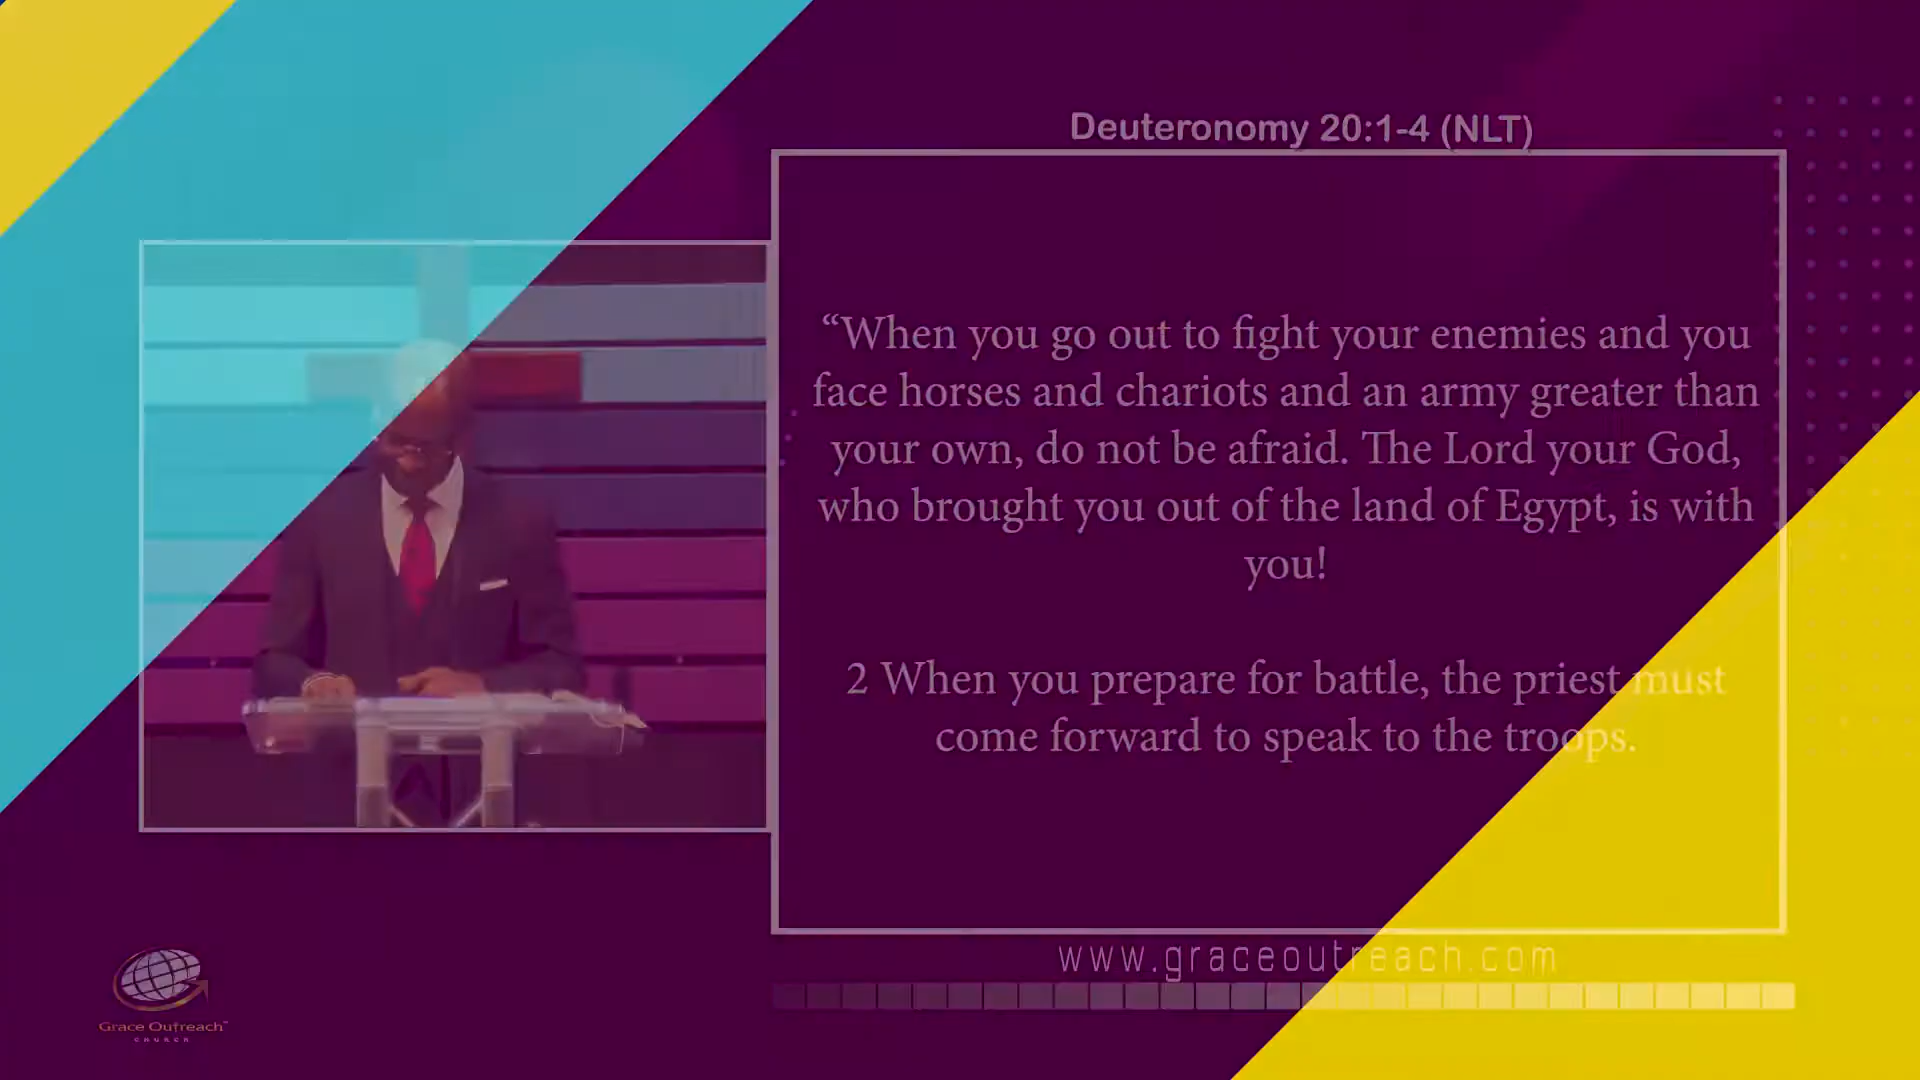 Deuteronomy 20:1-4 (NLT)
“When you go out to fight your enemies and you
face horses and chariots and an army greater than
your own, do not be afraid. The Lord your God,
who brought you out of the land of Egypt, is with
you!
2 When you prepare for battle, the priest must
come forward to speak to the troops.
www.graceoutreach.com
Grace Outreach™
CHURCH